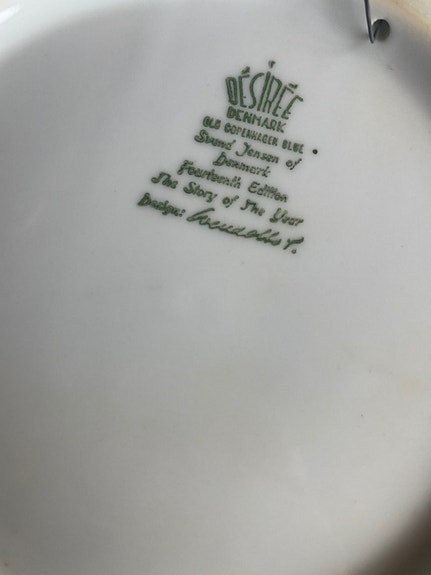 DÉSIRÉE
DENMARK
OLD COPENHAGEN BLUE
Svend Jensen of
Denmark
Fourteenth Edition
The Story of The Year
Design: